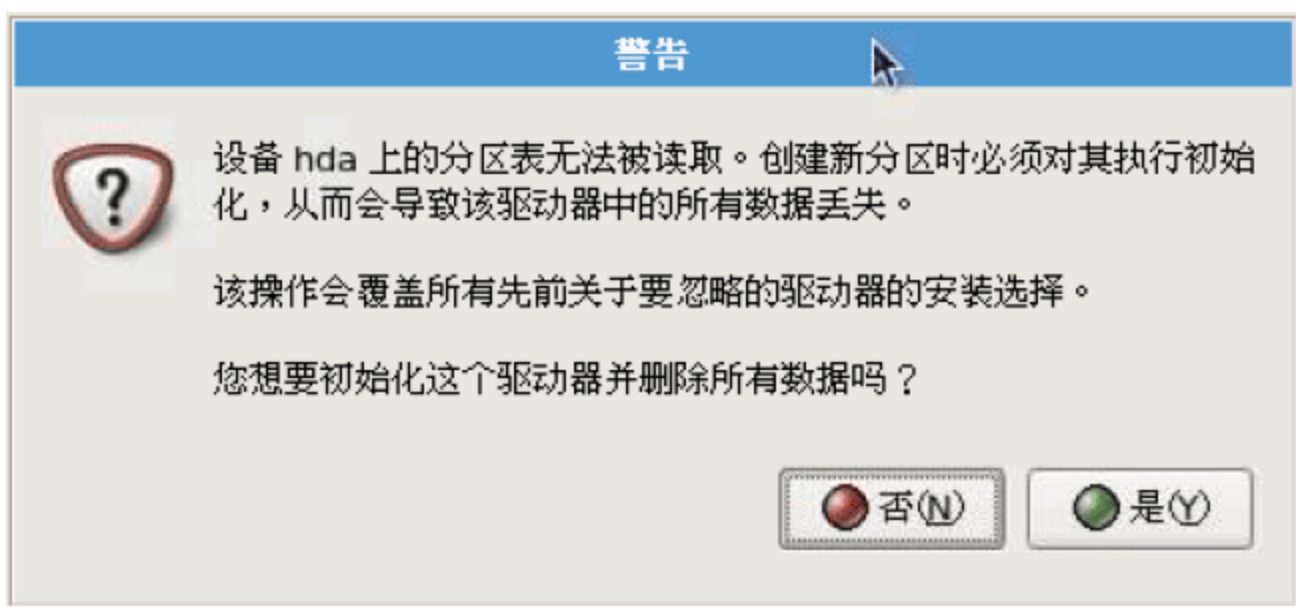 警告
设备 hda 上的分区表无法被读取。创建新分区时必须对其执行初始
化，从而会导致该驱动器中的所有数据丢失。
该操作会覆盖所有先前关于要忽略的驱动器的安装选择。
您想要初始化这个驱动器并删除所有数据吗？
否(N)
是(Y)